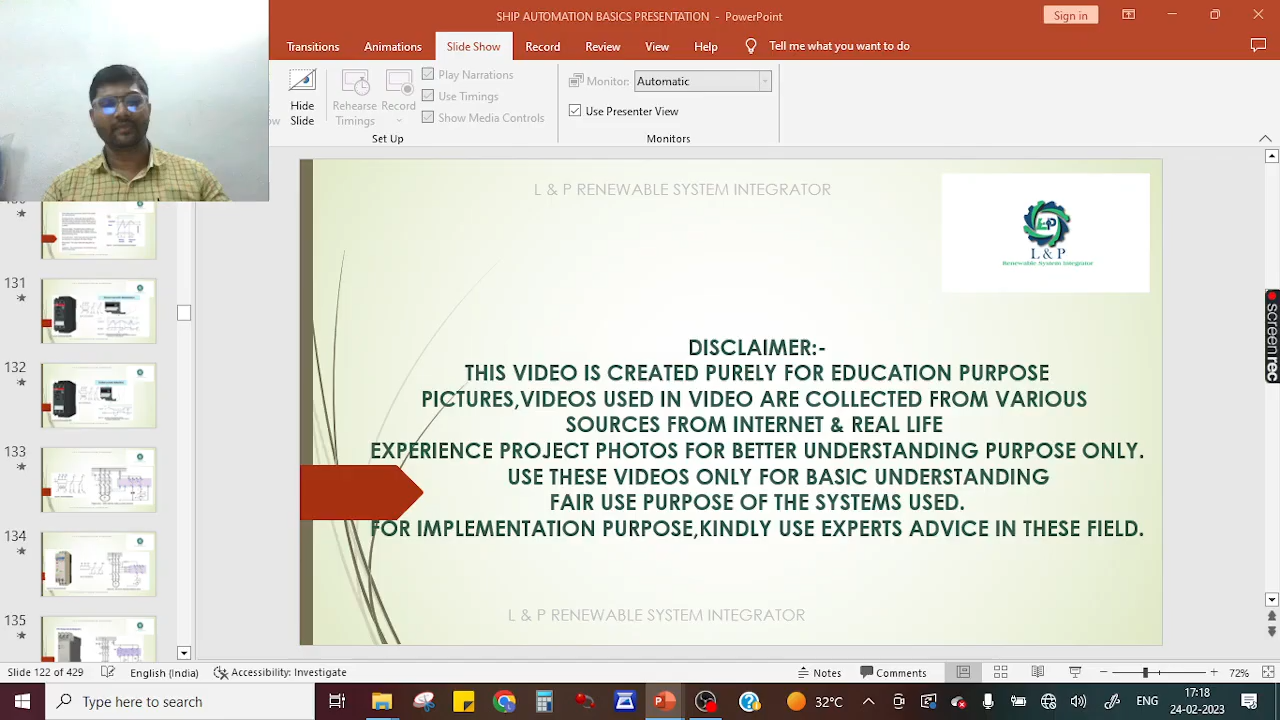 SHIP AUTOMATION BASICS PRESENTATION - PowerPoint
Sign in
Transitions Animations Slide Show Record Review View Help Tell me what you want to do
Hide Slide
Rehearse Timings
Record
Play Narrations
Use Timings
Show Media Controls
Set Up
Monitor: Automatic
Use Presenter View
Monitors
L & P RENEWABLE SYSTEM INTEGRATOR
L & P
Renewable System Integrator
DISCLAIMER:-
THIS VIDEO IS CREATED PURELY FOR EDUCATION PURPOSE
PICTURES,VIDEOS USED IN VIDEO ARE COLLECTED FROM VARIOUS
SOURCES FROM INTERNET & REAL LIFE
EXPERIENCE PROJECT PHOTOS FOR BETTER UNDERSTANDING PURPOSE ONLY.
USE THESE VIDEOS ONLY FOR BASIC UNDERSTANDING
FAIR USE PURPOSE OF THE SYSTEMS USED.
FOR IMPLEMENTATION PURPOSE,KINDLY USE EXPERTS ADVICE IN THESE FIELD.
L & P RENEWABLE SYSTEM INTEGRATOR
131
132
133
134
135
screen rec
Slide 122 of 429 English (India) Accessibility: Investigate Notes Comments 72%
Type here to search
32°C
ENG
17:18
24-02-2023